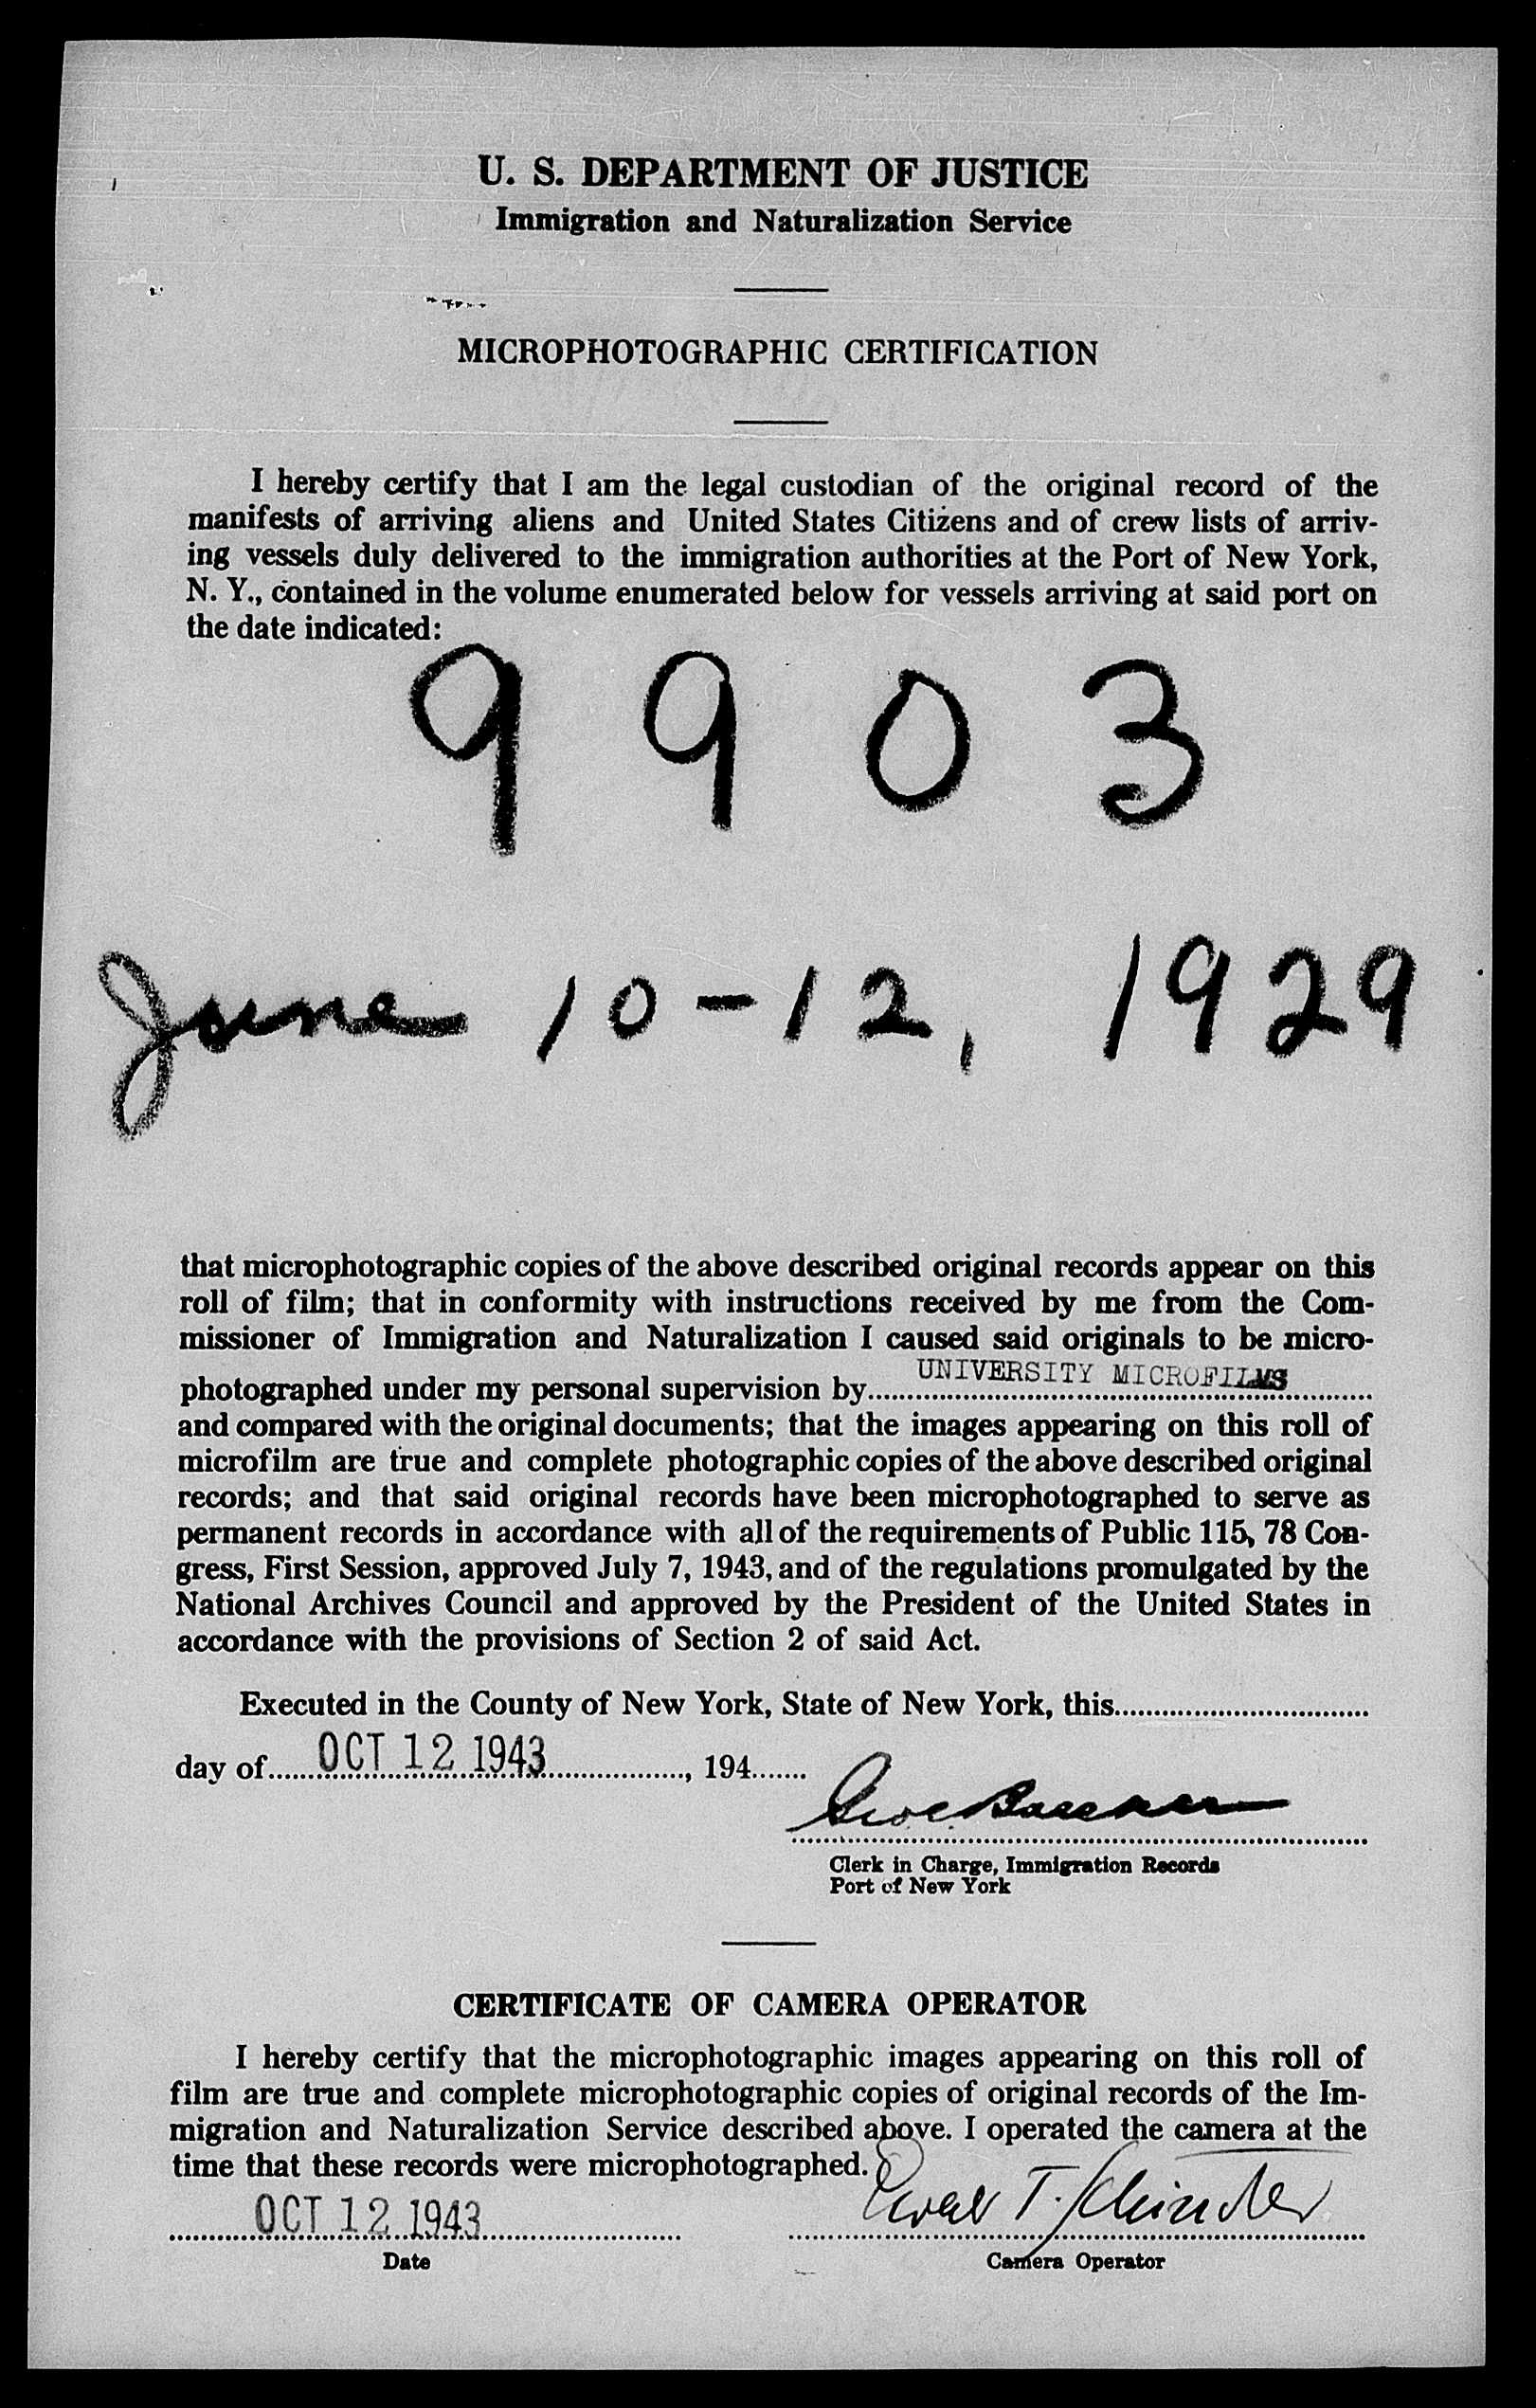 U. S. DEPARTMENT OF JUSTICE
Immigration and Naturalization Service
MICROPHOTOGRAPHIC CERTIFICATION
I hereby certify that I am the legal custodian of the original record of the
manifests of arriving aliens and United States Citizens and of crew lists of arriv-
ing vessels duly delivered to the immigration authorities at the Port of New York,
N. Y., contained in the volume enumerated below for vessels arriving at said port on
the date indicated:
9903
June 10-12, 1929
that microphotographic copies of the above described original records appear on this
roll of film; that in conformity with instructions received by me from the Com-
missioner of Immigration and Naturalization I caused said originals to be micro-
photographed under my personal supervision by UNIVERSITY MICROFILMS
and compared with the original documents; that the images appearing on this roll of
microfilm are true and complete photographic copies of the above described original
records; and that said original records have been microphotographed to serve as
permanent records in accordance with all of the requirements of Public 115, 78 Con-
gress, First Session, approved July 7, 1943, and of the regulations promulgated by the
National Archives Council and approved by the President of the United States in
accordance with the provisions of Section 2 of said Act.
Executed in the County of New York, State of New York, this
day of OCT 12 1943, 194
Clerk in Charge, Immigration Records
Port of New York
CERTIFICATE OF CAMERA OPERATOR
I hereby certify that the microphotographic images appearing on this roll of
film are true and complete microphotographic copies of original records of the Im-
migration and Naturalization Service described above. I operated the camera at the
time that these records were microphotographed.
OCT 12 1943 T.
Date Camera Operator